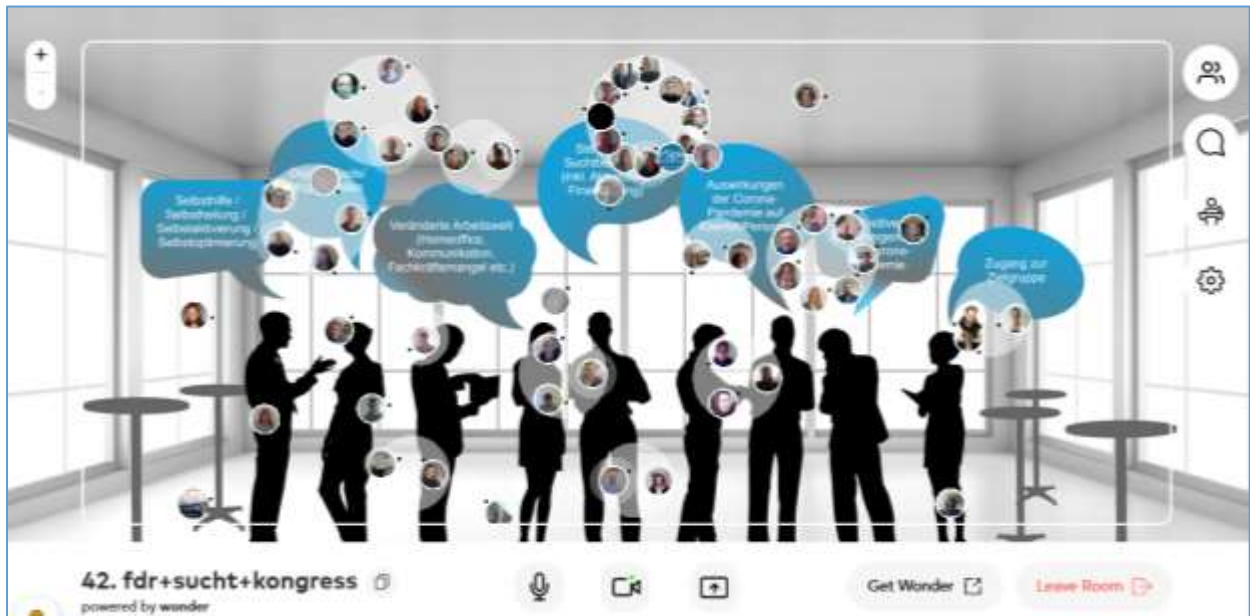 Selbsthilfe /
Selbstheilung /
Selbstaktivierung /
Selbstoptimierung
Veränderte Arbeitswelt
(Homeoffice,
Kommunikation,
Fachkräftemangel etc.)
Auswirkungen
der Corona-
Pandemie auf
Zugang zur
Zielgruppe
42. fdr+sucht+kongress
powered by wonder
Get Wonder
Leave Room